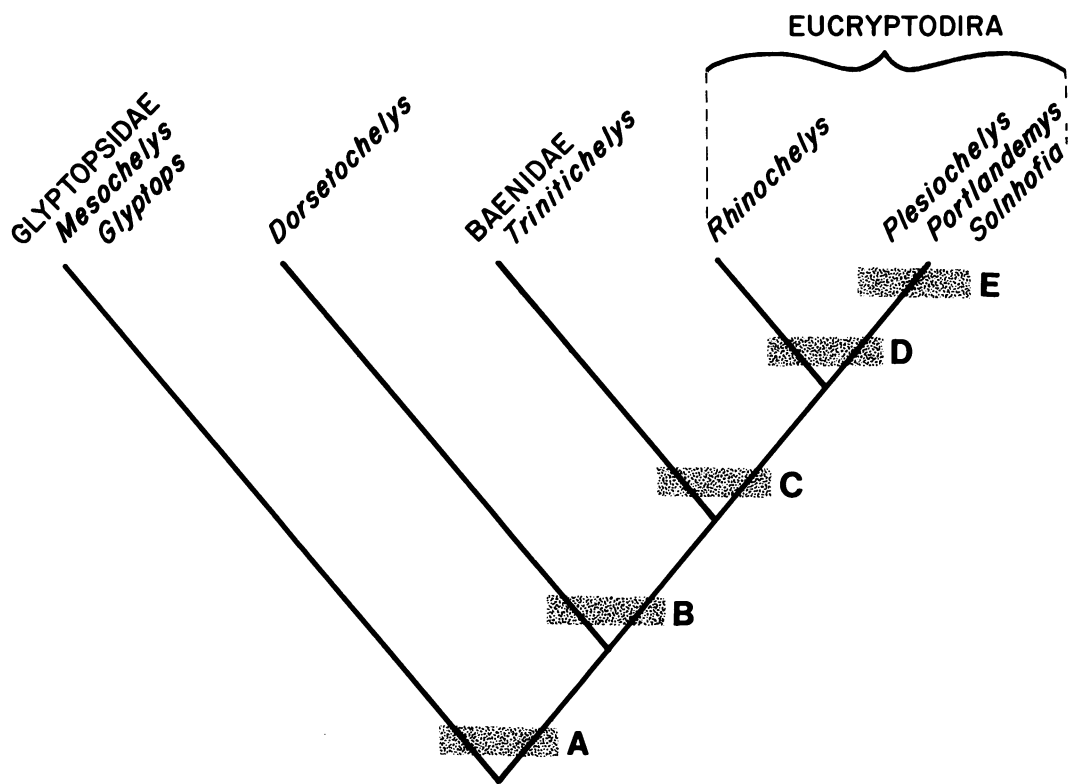 EUCRYPTODIRA
GLYPTOPSIDAE
Mesochelys
Glyptops
Dorsetochelys
BAENIDAE
Trinitichelys
Rhinochelys
Plesiochelys
Portlandemys
Solnhofia
E
D
C
B
A